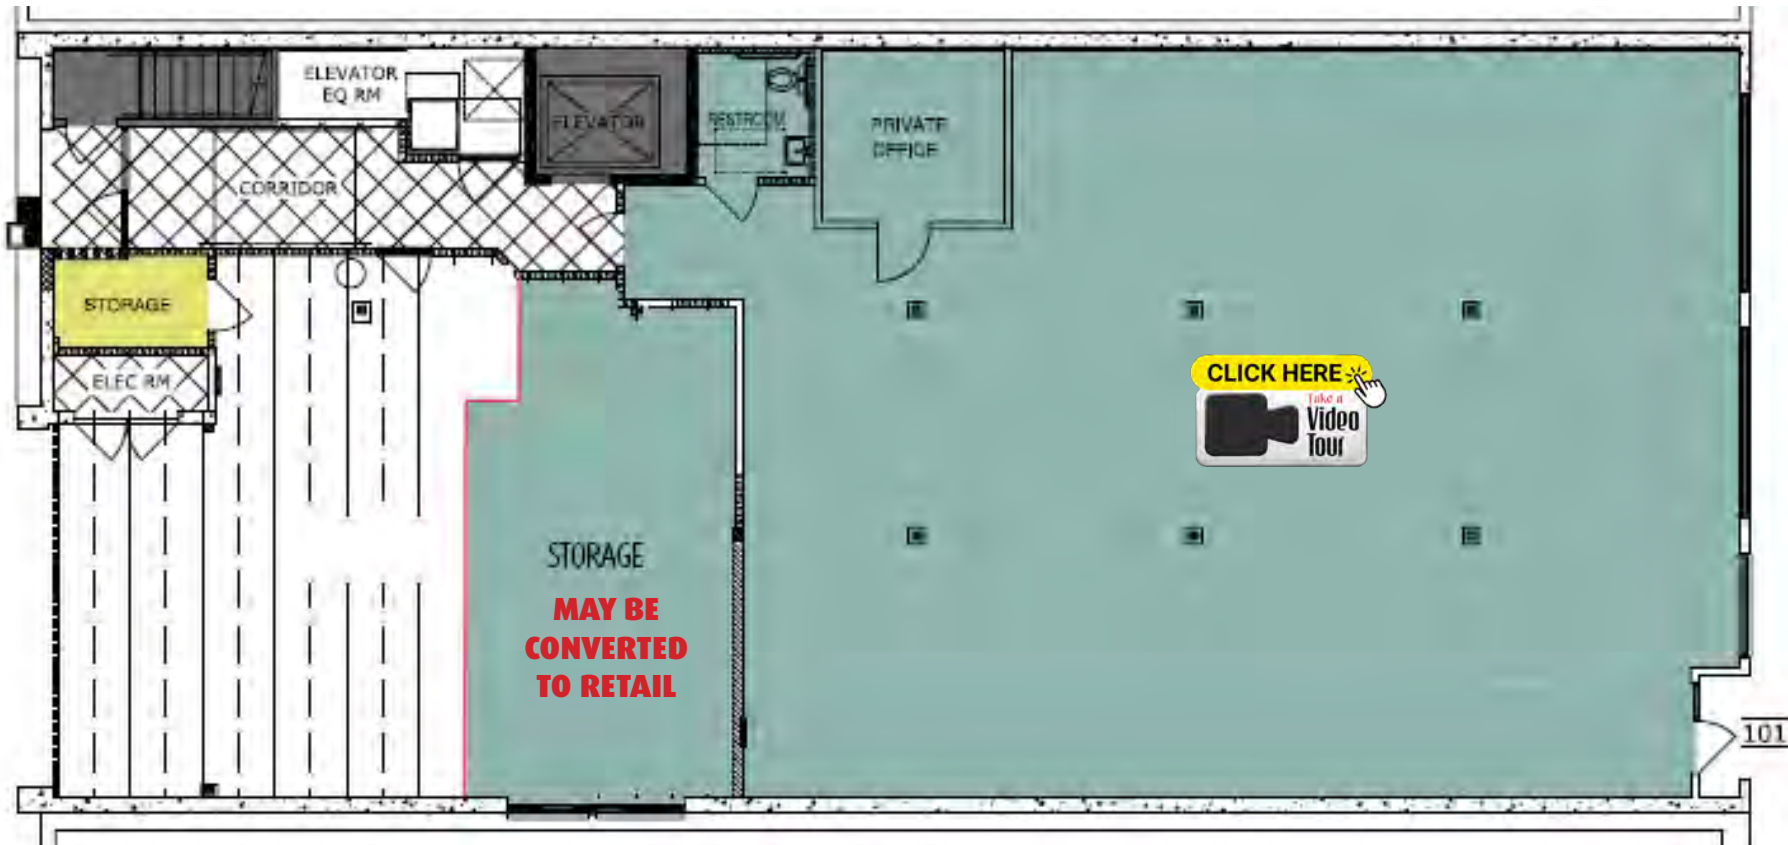 ELEVATOR
EQ RM
ELEVATOR
RESTROOM
PRIVATE
OFFICE
CORRIDOR
STORAGE
ELEC RM
CLICK HERE
Take a
Video
Tour
STORAGE
MAY BE
CONVERTED
TO RETAIL
101